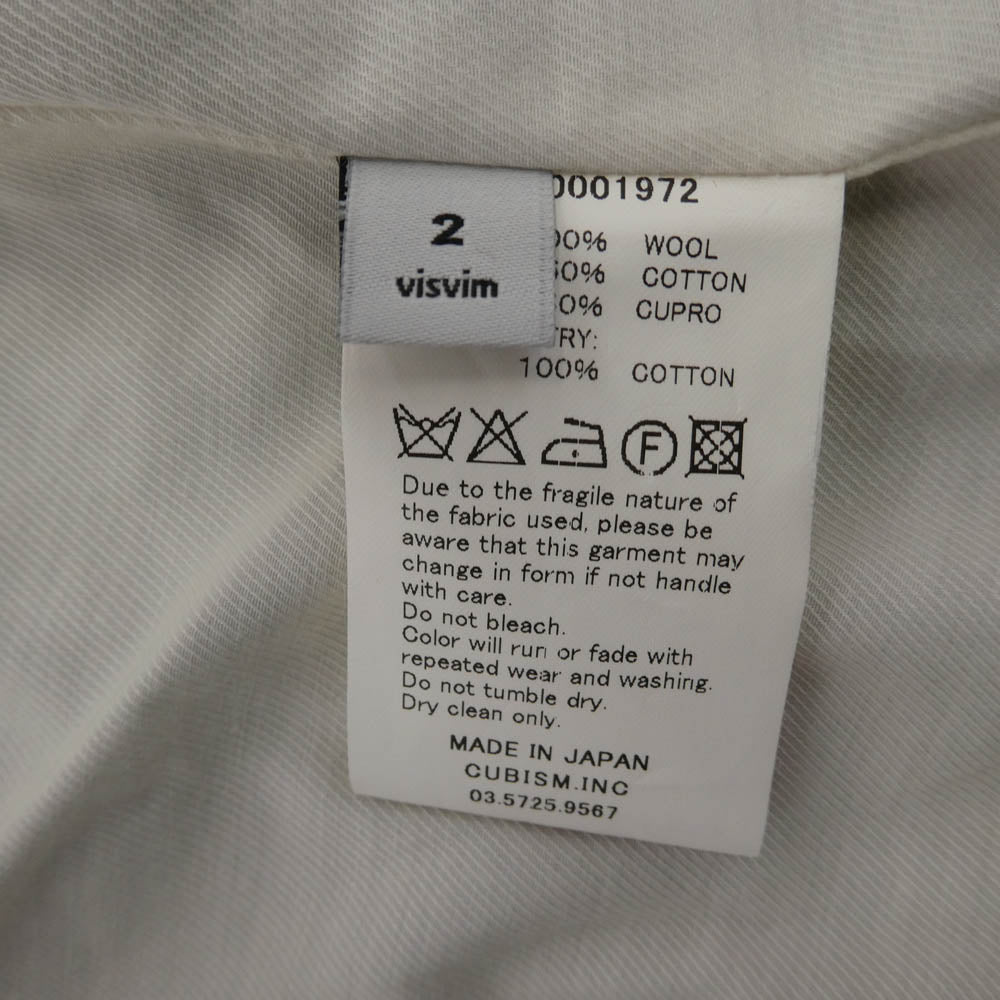 2
visvim
0001972
WOOL
COTTON
CUPRO
100% COTTON
F
Due to the fragile nature of
the fabric used, please be
aware that this garment may
change in form if not handle
with care.
Do not bleach.
Color will run or fade with
repeated wear and washing.
Do not tumble dry.
Dry clean only.
MADE IN JAPAN
CUBISM.INC
03.5725.9567